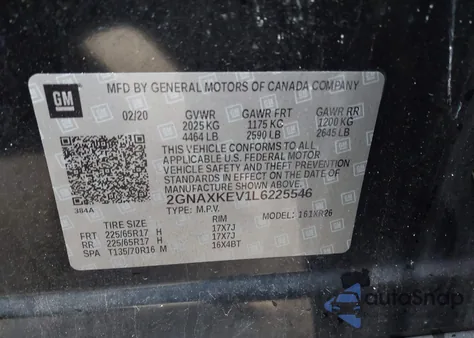 GM
MFD BY GENERAL MOTORS OF CANADA COMPANY
02/20 GVWR GAWR FRT GAWR RR
2025 KG 1175 KG 1200 KG
4464 LB 2590 LB 2645 LB
THIS VEHICLE CONFORMS TO ALL
APPLICABLE U.S. FEDERAL MOTOR
VEHICLE SAFETY AND THEFT PREVENTION
STANDARDS IN EFFECT ON THE DATE OF
MANUFACTURE SHOWN ABOVE.
384A
2GNAXKEV1L6225546
TYPE: M.P.V. 161XR26
TIRE SIZE RIM
FRT 225/65R17 H 17X7J
RR 225/65R17 H 17X7J
SPA T135/70R16 M 16X4BT
autoSnap